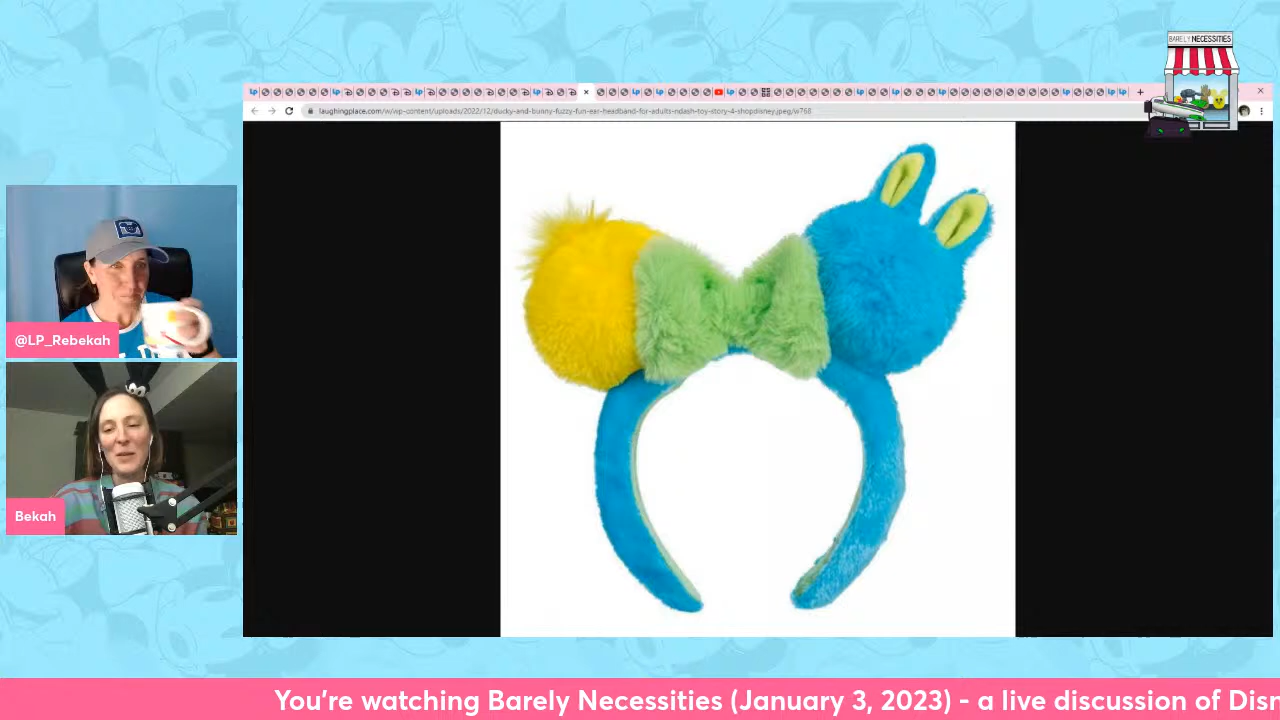 BARELY NECESSITIES
laughingplace.com/w/wp-content/uploads/2022/12/ducky-and-bunny-fuzzy-fun-ear-headband-for-adults-ndash-toy-story-4-shopdisney.jpeg/w768
@LP_Rebekah
Bekah
You're watching Barely Necessities (January 3, 2023) - a live discussion of Disn